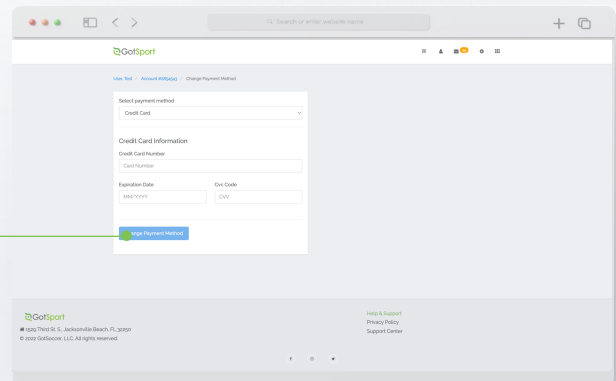 Search or enter website name
GotSport
User Test / Account #2854543 / Change Payment Method
Select payment method
Credit Card
Credit Card Information
Credit Card Number
Card Number
Expiration Date
Cvc Code
MM/YYYY
CVV
Change Payment Method
GotSport
1529 Third St. S., Jacksonville Beach, FL 32250
© 2022 GotSoccer, LLC. All rights reserved.
Help & Support
Privacy Policy
Support Center